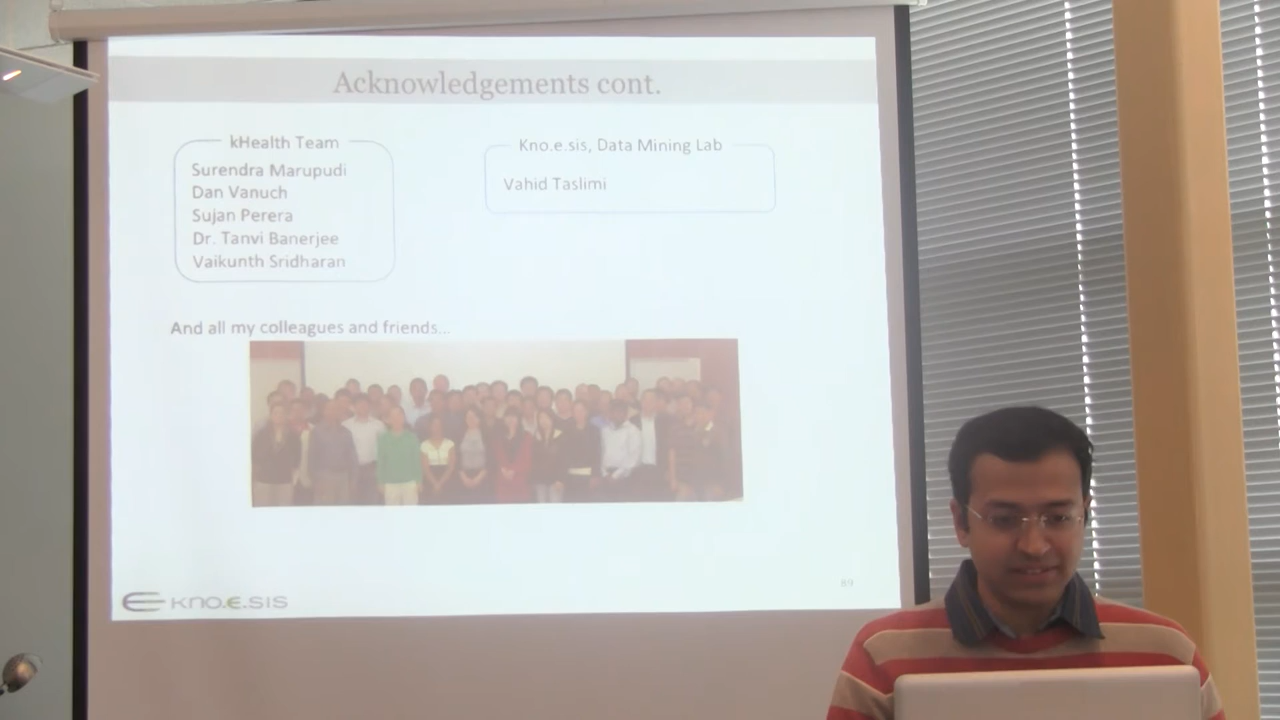 Acknowledgements cont.
kHealth Team
Surendra Marupudi
Dan Vanuch
Sujan Perera
Dr. Tanvi Banerjee
Vaikunth Sridharan
Kno.e.sis, Data Mining Lab
Vahid Taslimi
And all my colleagues and friends...
KNO.E.SIS
89